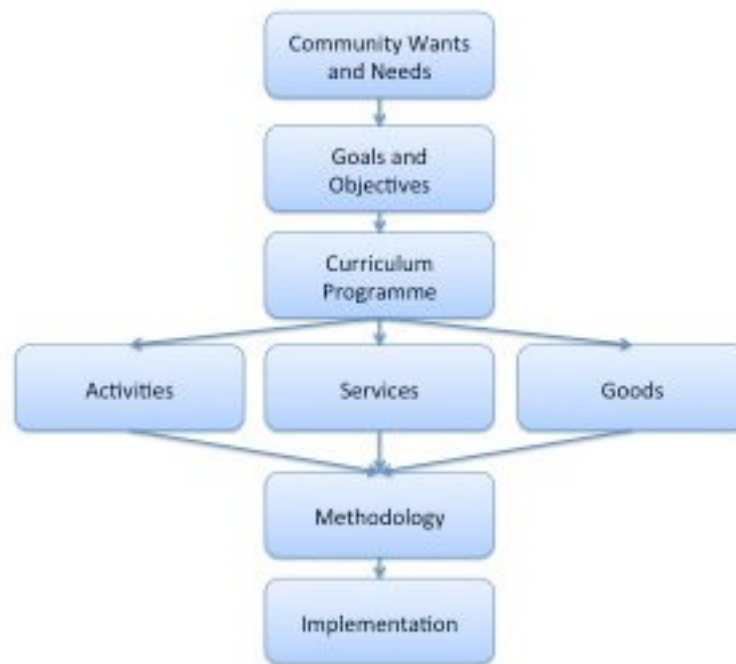 Community Wants
and Needs
Goals and
Objectives
Curriculum
Programme
Activities
Services
Goods
Methodology
Implementation